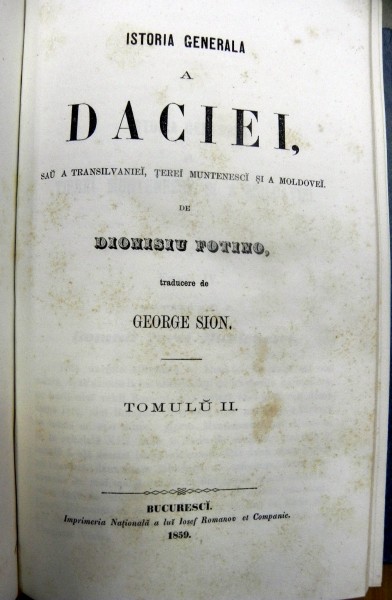 ISTORIA GENERALA
A
DACIEI,
SAŬ A TRANSILVANIEĬ, ȚEREĬ MUNTENESCĬ ȘI A MOLDOVEĬ.
DE
DIONISIU FOTINO,
traducere de
GEORGE SION.
TOMULŬ II.
BUCURESCĬ.
Imprimeria Națională a luĭ Iosef Romanov et Companie.
1859.